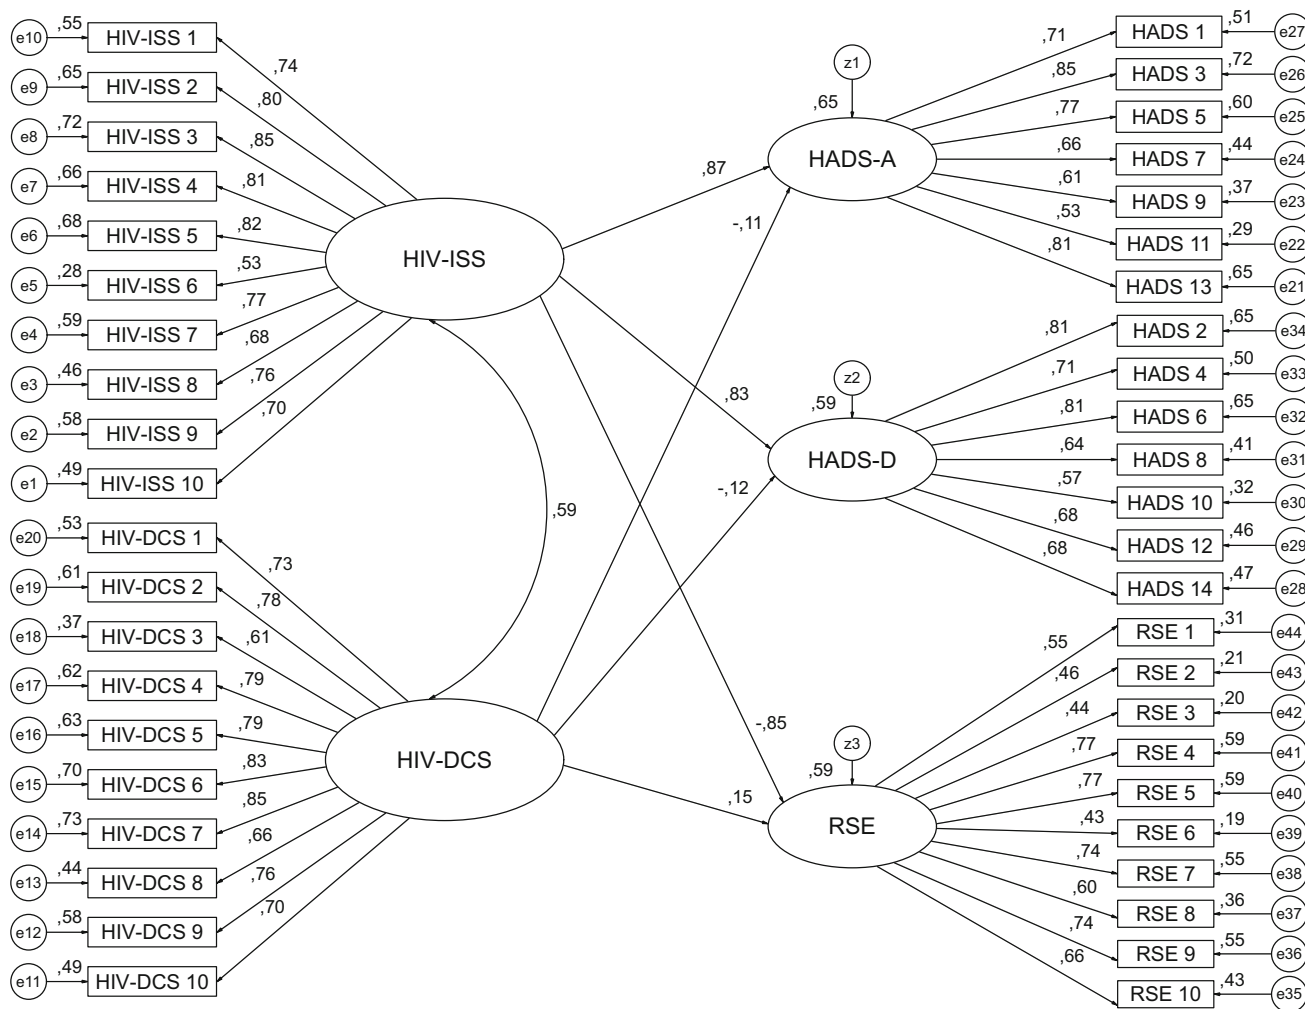 e10 ,55 HIV-ISS 1 ,74
e9 ,65 HIV-ISS 2 ,80
e8 ,72 HIV-ISS 3 ,85
e7 ,66 HIV-ISS 4 ,81
e6 ,68 HIV-ISS 5 ,82
e5 ,28 HIV-ISS 6 ,53
e4 ,59 HIV-ISS 7 ,77
e3 ,46 HIV-ISS 8 ,68
e2 ,58 HIV-ISS 9 ,76
e1 ,49 HIV-ISS 10 ,70
HIV-ISS
e20 ,53 HIV-DCS 1 ,73
e19 ,61 HIV-DCS 2 ,78
e18 ,37 HIV-DCS 3 ,61
e17 ,62 HIV-DCS 4 ,79
e16 ,63 HIV-DCS 5 ,79
e15 ,70 HIV-DCS 6 ,83
e14 ,73 HIV-DCS 7 ,85
e13 ,44 HIV-DCS 8 ,66
e12 ,58 HIV-DCS 9 ,76
e11 ,49 HIV-DCS 10 ,70
HIV-DCS
,59
,87
-,11
,83
-,12
-,85
,15
z1
,65
HADS-A
,71 HADS 1 ,51 e27
,85 HADS 3 ,72 e26
,77 HADS 5 ,60 e25
,66 HADS 7 ,44 e24
,61 HADS 9 ,37 e23
,53 HADS 11 ,29 e22
,81 HADS 13 ,65 e21
z2
,59
HADS-D
,81 HADS 2 ,65 e34
,71 HADS 4 ,50 e33
,81 HADS 6 ,65 e32
,64 HADS 8 ,41 e31
,57 HADS 10 ,32 e30
,68 HADS 12 ,46 e29
,68 HADS 14 ,47 e28
z3
,59
RSE
,55 RSE 1 ,31 e44
,46 RSE 2 ,21 e43
,44 RSE 3 ,20 e42
,77 RSE 4 ,59 e41
,77 RSE 5 ,59 e40
,43 RSE 6 ,19 e39
,74 RSE 7 ,55 e38
,60 RSE 8 ,36 e37
,74 RSE 9 ,55 e36
,66 RSE 10 ,43 e35